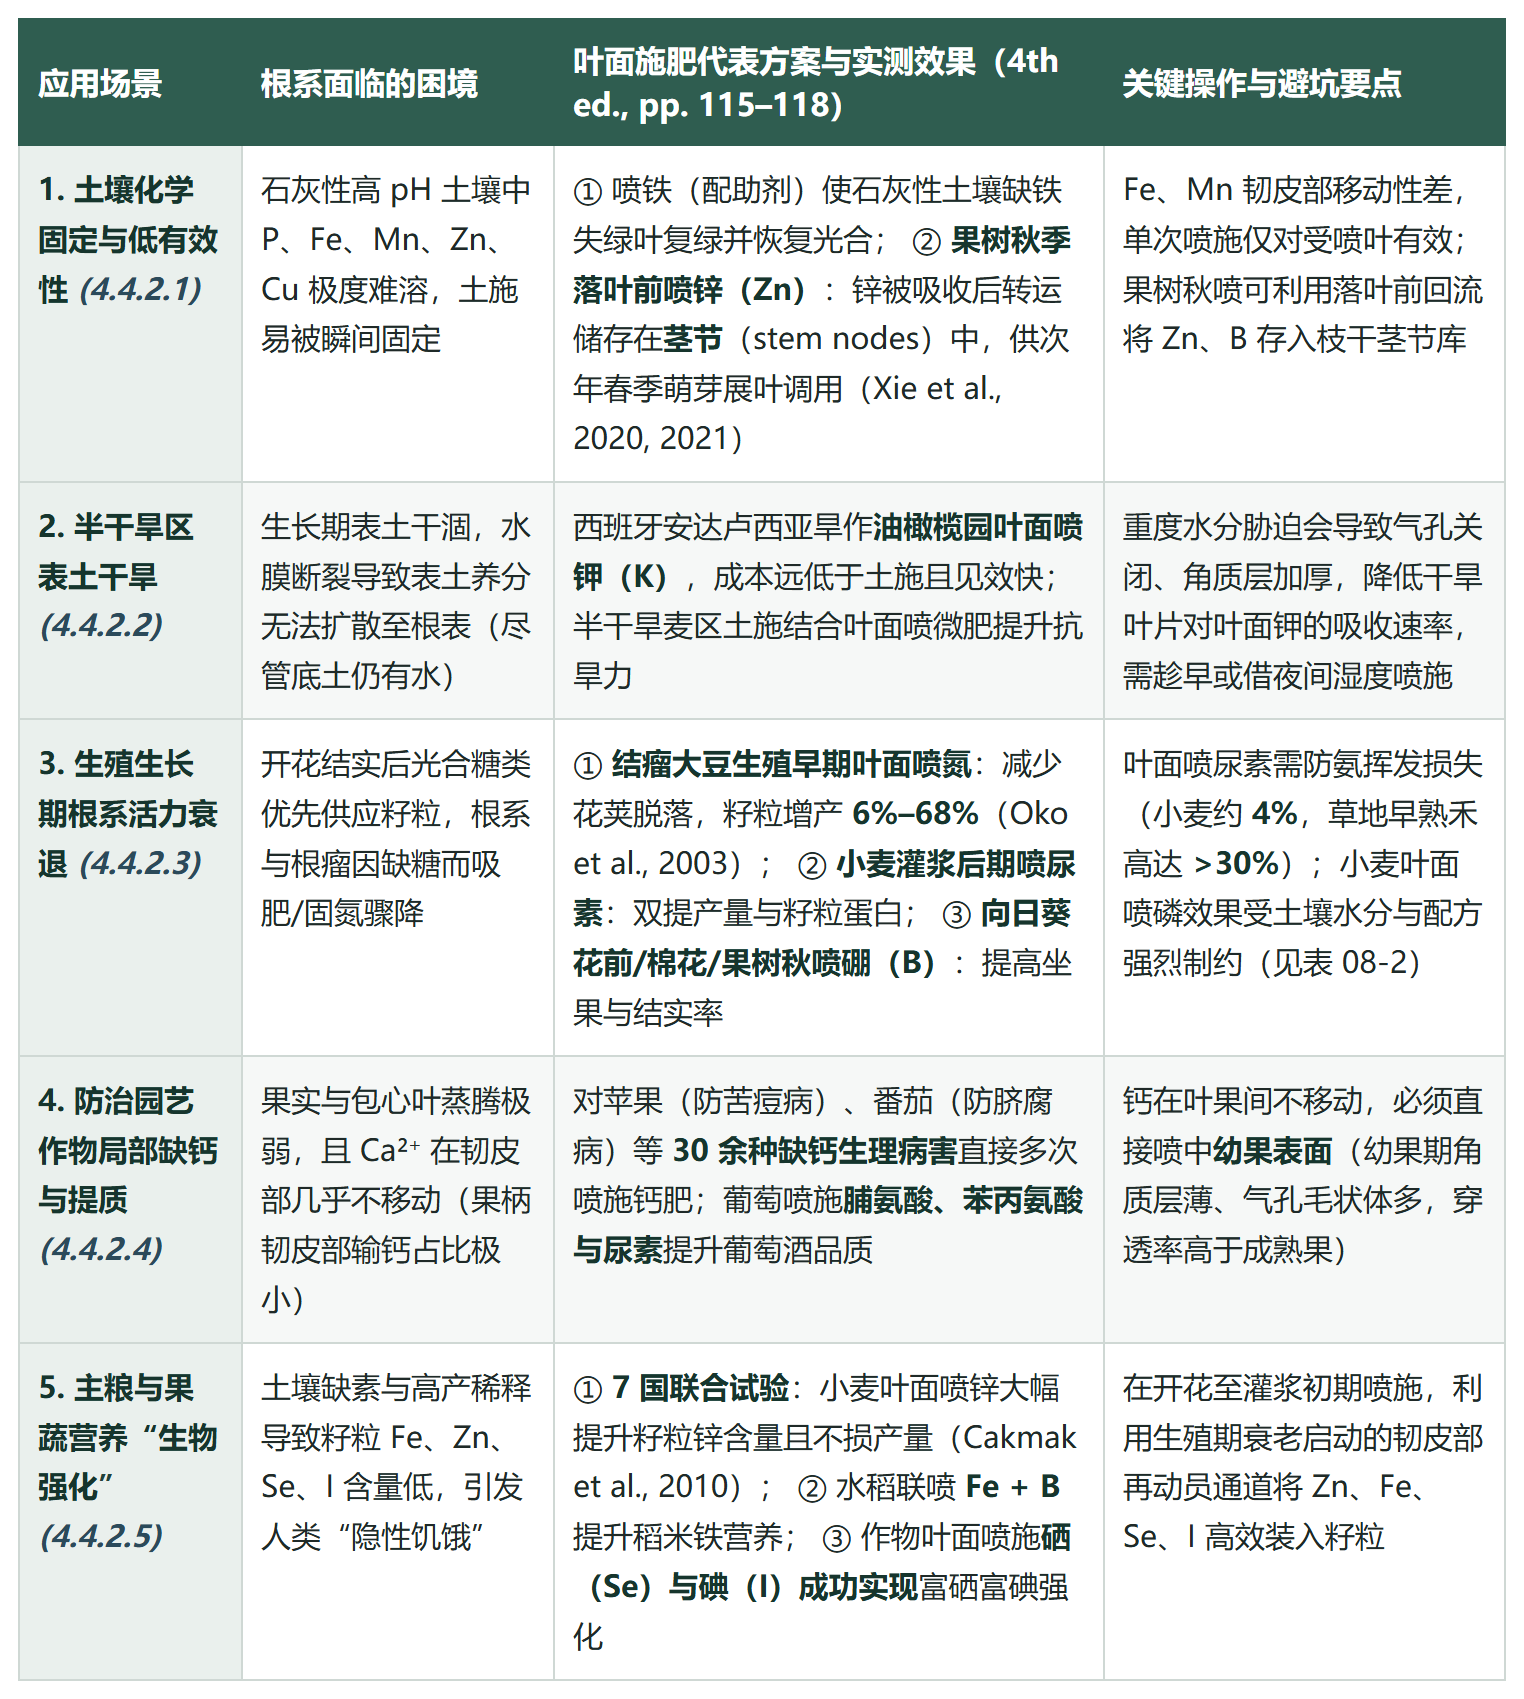 应用场景
根系面临的困境
叶面施肥代表方案与实测效果（4th
ed., pp. 115–118）
关键操作与避坑要点
1. 土壤化学
固定与低有效
性 (4.4.2.1)
石灰性高 pH 土壤中
P、Fe、Mn、Zn、
Cu 极度难溶，土施
易被瞬间固定
① 喷铁（配助剂）使石灰性土壤缺铁
失绿叶复绿并恢复光合； ② 果树秋季
落叶前喷锌（Zn）：锌被吸收后转运
储存在茎节（stem nodes）中，供次
年春季萌芽展叶调用（Xie et al.,
2020, 2021）
Fe、Mn 韧皮部移动性差，
单次喷施仅对受喷叶有效；
果树秋喷可利用落叶前回流
将 Zn、B 存入枝干茎节库
2. 半干旱区
表土干旱
(4.4.2.2)
生长期表土干涸，水
膜断裂导致表土养分
无法扩散至根表（尽
管底土仍有水）
西班牙安达卢西亚旱作油橄榄园叶面喷
钾（K），成本远低于土施且见效快；
半干旱麦区土施结合叶面喷微肥提升抗
旱力
重度水分胁迫会导致气孔关
闭、角质层加厚，降低干旱
叶片对叶面钾的吸收速率，
需趁早或借夜间湿度喷施
3. 生殖生长
期根系活力衰
退 (4.4.2.3)
开花结实后光合糖类
优先供应籽粒，根系
与根瘤因缺糖而吸
肥/固氮骤降
① 结瘤大豆生殖早期叶面喷氮：减少
花荚脱落，籽粒增产 6%–68%（Oko
et al., 2003）； ② 小麦灌浆后期喷尿
素：双提产量与籽粒蛋白； ③ 向日葵
花前/棉花/果树秋喷硼（B）：提高坐
果与结实率
叶面喷尿素需防氨挥发损失
（小麦约 4%，草地早熟禾
高达 >30%）；小麦叶面
喷磷效果受土壤水分与配方
强烈制约（见表 08-2）
4. 防治园艺
作物局部缺钙
与提质
(4.4.2.4)
果实与包心叶蒸腾极
弱，且 Ca²⁺ 在韧皮
部几乎不移动（果柄
韧皮部输钙占比极
小）
对苹果（防苦痘病）、番茄（防脐腐
病）等 30 余种缺钙生理病害直接多次
喷施钙肥；葡萄喷施脯氨酸、苯丙氨酸
与尿素提升葡萄酒品质
钙在叶果间不移动，必须直
接喷中幼果表面（幼果期角
质层薄、气孔毛状体多，穿
透率高于成熟果）
5. 主粮与果
蔬营养“生物
强化”
(4.4.2.5)
土壤缺素与高产稀释
导致籽粒 Fe、Zn、
Se、I 含量低，引发
人类“隐性饥饿”
① 7 国联合试验：小麦叶面喷锌大幅
提升籽粒锌含量且不损产量（Cakmak
et al., 2010）； ② 水稻联喷 Fe + B
提升稻米铁营养； ③ 作物叶面喷施硒
（Se）与碘（I）成功实现富硒富碘强
化
在开花至灌浆初期喷施，利
用生殖期衰老启动的韧皮部
再动员通道将 Zn、Fe、
Se、I 高效装入籽粒